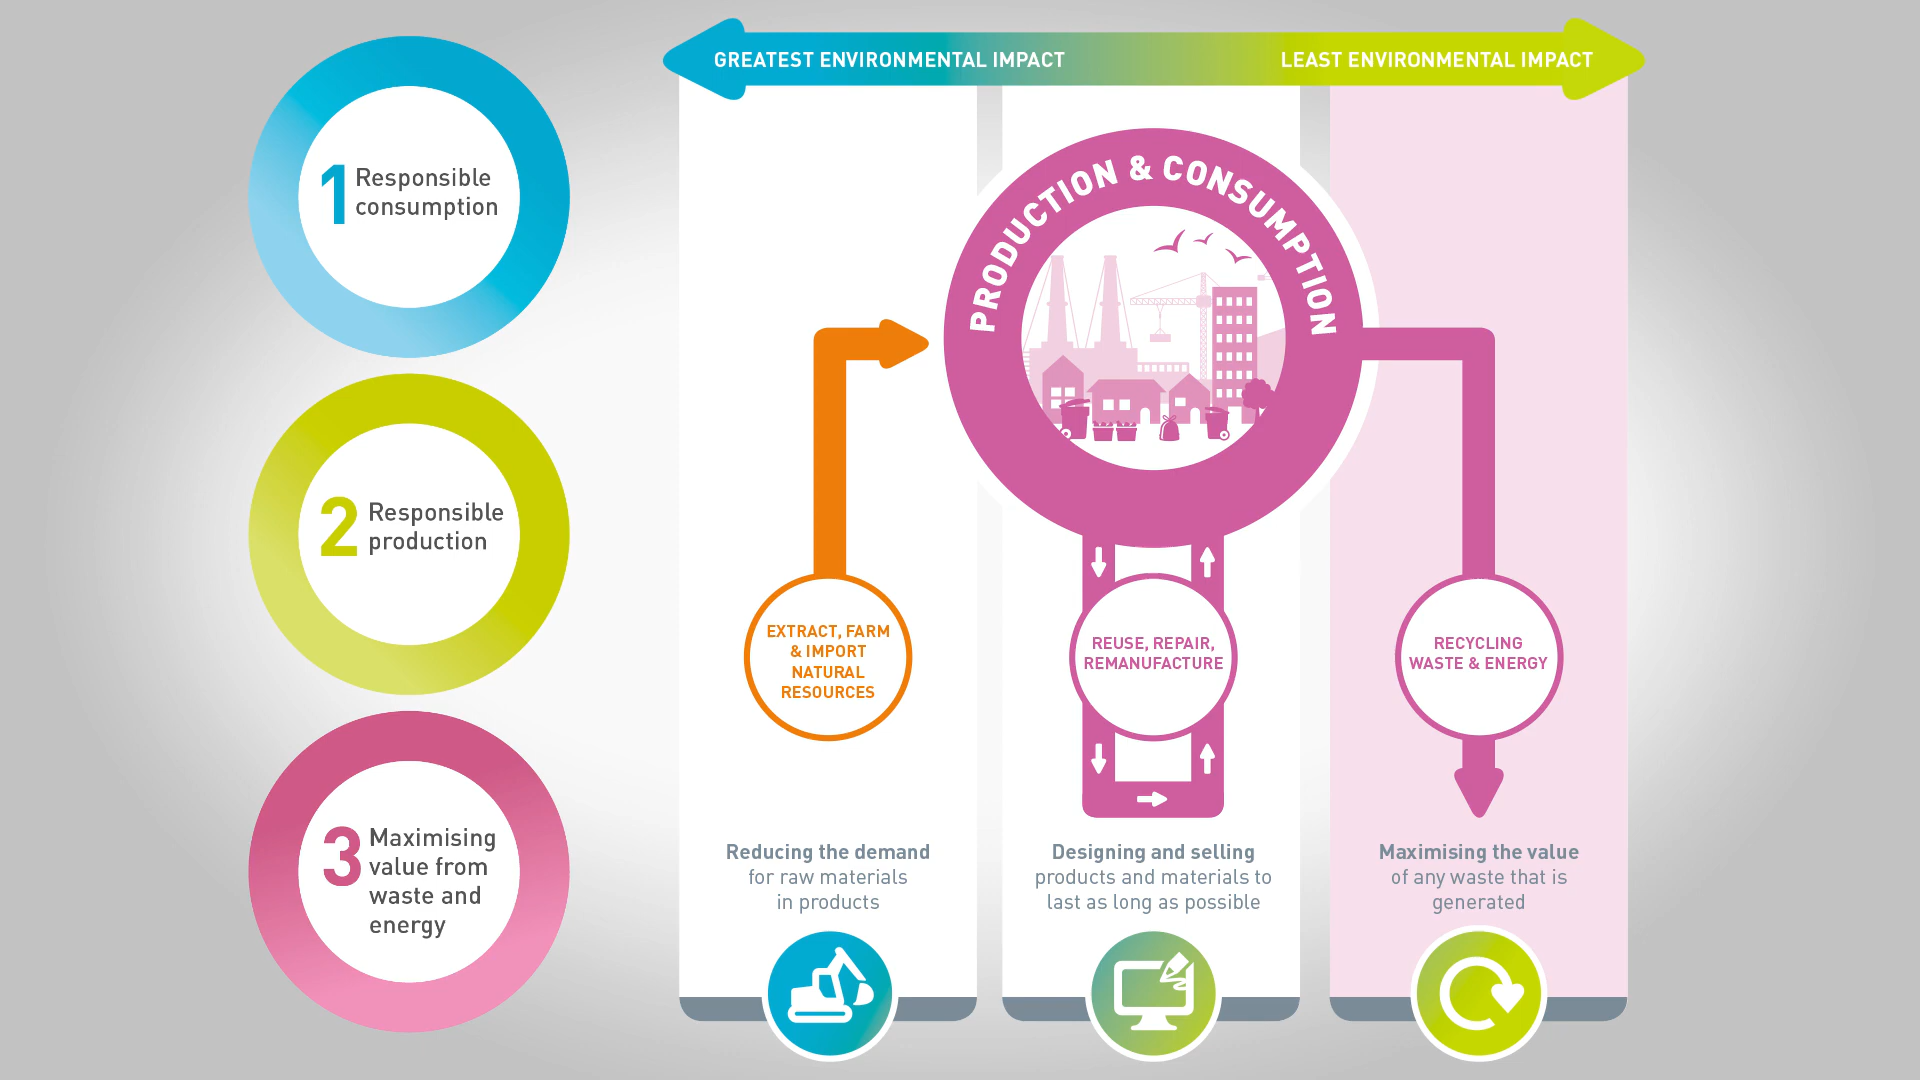 1 Responsible
consumption
2 Responsible
production
3 Maximising
value from
waste and
energy
GREATEST ENVIRONMENTAL IMPACT
LEAST ENVIRONMENTAL IMPACT
PRODUCTION & CONSUMPTION
EXTRACT, FARM
& IMPORT
NATURAL
RESOURCES
REUSE, REPAIR,
REMANUFACTURE
RECYCLING
WASTE & ENERGY
Reducing the demand
for raw materials
in products
Designing and selling
products and materials to
last as long as possible
Maximising the value
of any waste that is
generated